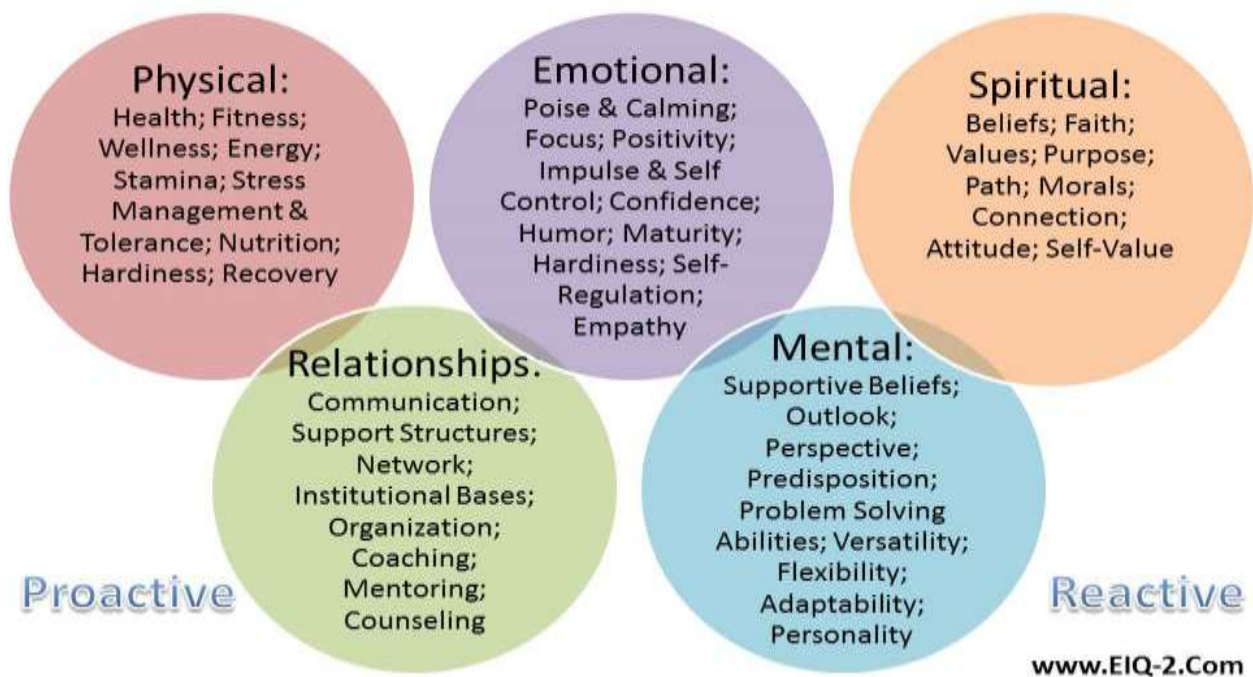 Physical:
Health; Fitness;
Wellness; Energy;
Stamina; Stress
Management &
Tolerance; Nutrition;
Hardiness; Recovery
Emotional:
Poise & Calming;
Focus; Positivity;
Impulse & Self
Control; Confidence;
Humor; Maturity;
Hardiness; Self-
Regulation;
Empathy
Spiritual:
Beliefs; Faith;
Values; Purpose;
Path; Morals;
Connection;
Attitude; Self-Value
Relationships:
Communication;
Support Structures;
Network;
Institutional Bases;
Organization;
Coaching;
Mentoring;
Counseling
Mental:
Supportive Beliefs;
Outlook;
Perspective;
Predisposition;
Problem Solving
Abilities; Versatility;
Flexibility;
Adaptability;
Personality
Proactive
Reactive
www.EIQ-2.Com